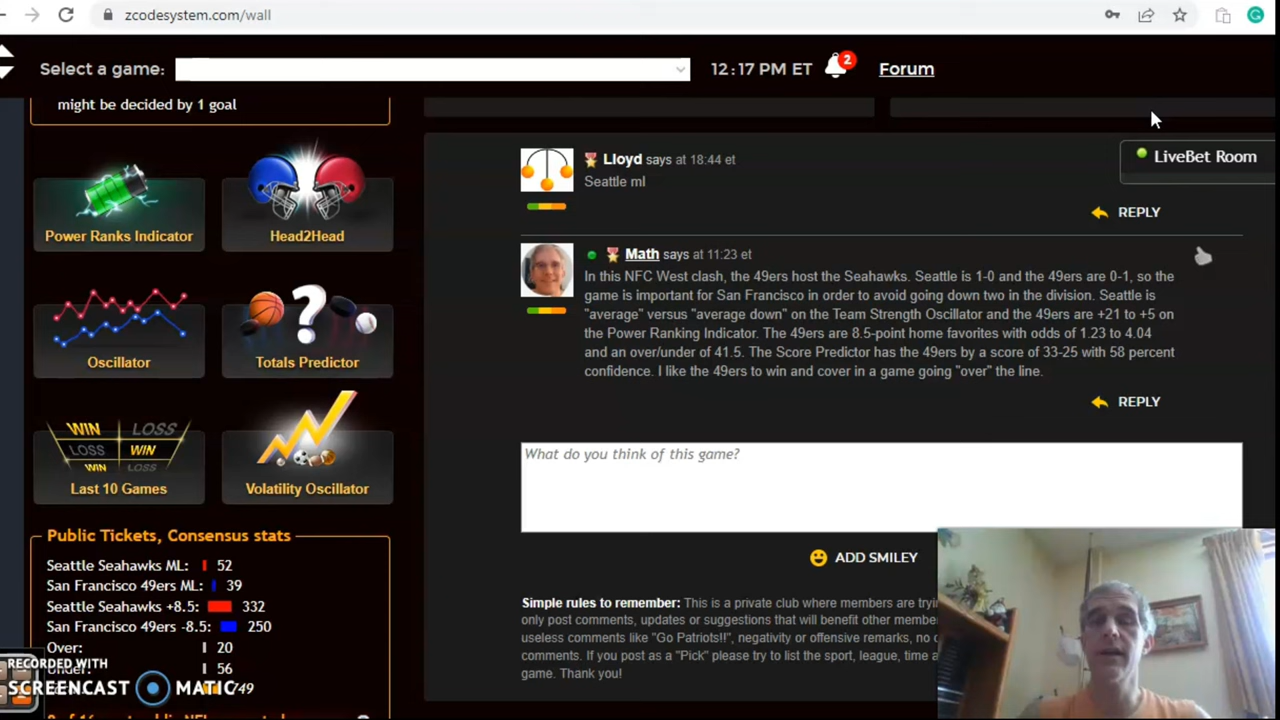 zcodesystem.com/wall
Select a game:
12:17 PM ET
2
Forum
might be decided by 1 goal
Power Ranks Indicator
Head2Head
Oscillator
Totals Predictor
WIN LOSS
LOSS WIN
WIN LOSS
Last 10 Games
Volatility Oscillator
Public Tickets, Consensus stats
Seattle Seahawks ML: 52
San Francisco 49ers ML: 39
Seattle Seahawks +8.5: 332
San Francisco 49ers -8.5: 250
Over: 20
56
749
RECORDED WITH
SCREENCAST MATIC
Lloyd says at 18:44 et
Seattle ml
LiveBet Room
REPLY
Math says at 11:23 et
In this NFC West clash, the 49ers host the Seahawks. Seattle is 1-0 and the 49ers are 0-1, so the
game is important for San Francisco in order to avoid going down two in the division. Seattle is
"average" versus "average down" on the Team Strength Oscillator and the 49ers are +21 to +5 on
the Power Ranking Indicator. The 49ers are 8.5-point home favorites with odds of 1.23 to 4.04
and an over/under of 41.5. The Score Predictor has the 49ers by a score of 33-25 with 58 percent
confidence. I like the 49ers to win and cover in a game going "over" the line.
REPLY
What do you think of this game?
ADD SMILEY
Simple rules to remember: This is a private club where members are tryin
only post comments, updates or suggestions that will benefit other membe
useless comments like "Go Patriots!!", negativity or offensive remarks, no c
comments. If you post as a "Pick" please try to list the sport, league, time a
game. Thank you!